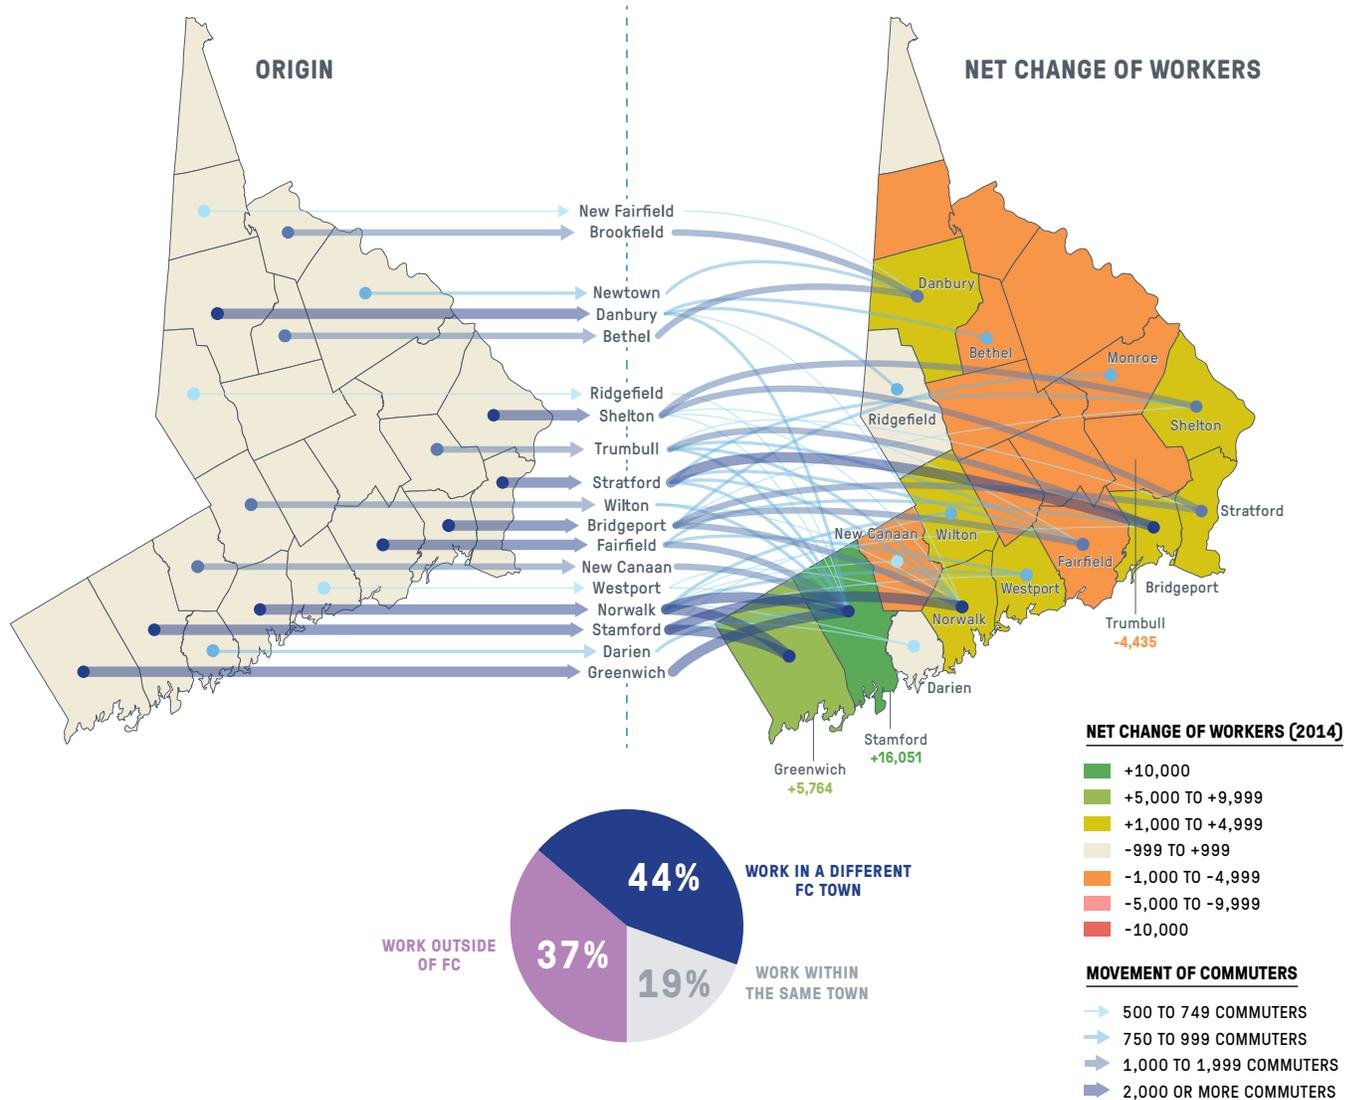 ORIGIN
NET CHANGE OF WORKERS
New Fairfield
Brookfield
Newtown
Danbury
Bethel
Ridgefield
Shelton
Trumbull
Stratford
Wilton
Bridgeport
Fairfield
New Canaan
Westport
Norwalk
Stamford
Darien
Greenwich
Danbury
Bethel
Monroe
Ridgefield
Shelton
Stratford
New Canaan
Wilton
Fairfield
Westport
Bridgeport
Norwalk
Trumbull
-4,435
Darien
Stamford
+16,051
Greenwich
+5,764
NET CHANGE OF WORKERS (2014)
+10,000
+5,000 TO +9,999
+1,000 TO +4,999
-999 TO +999
-1,000 TO -4,999
-5,000 TO -9,999
-10,000
MOVEMENT OF COMMUTERS
500 TO 749 COMMUTERS
750 TO 999 COMMUTERS
1,000 TO 1,999 COMMUTERS
2,000 OR MORE COMMUTERS
44%
WORK IN A DIFFERENT
FC TOWN
37%
WORK OUTSIDE
OF FC
19%
WORK WITHIN
THE SAME TOWN